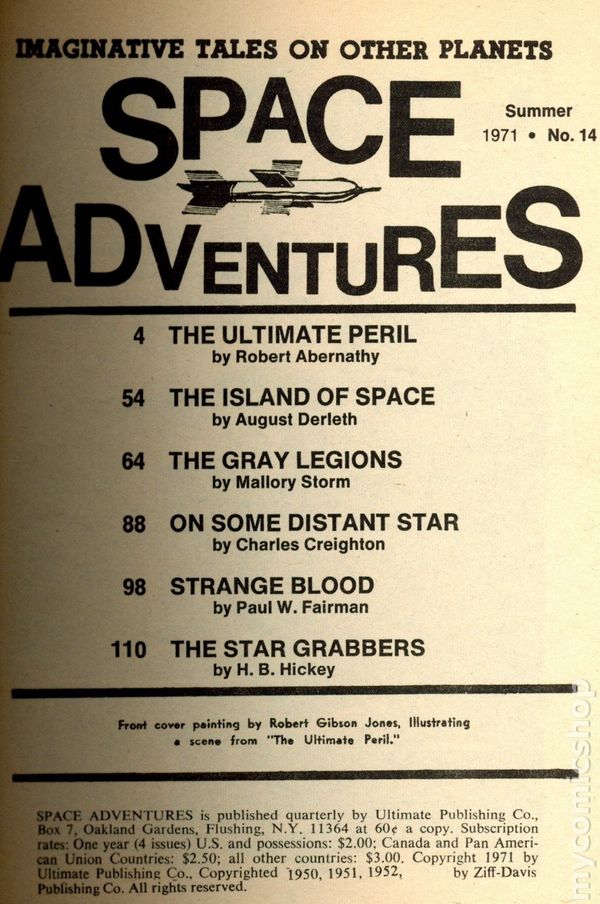 IMAGINATIVE TALES ON OTHER PLANETS
SPACE
Summer
1971 • No. 14
ADVENTURES
4 THE ULTIMATE PERIL
by Robert Abernathy
54 THE ISLAND OF SPACE
by August Derleth
64 THE GRAY LEGIONS
by Mallory Storm
88 ON SOME DISTANT STAR
by Charles Creighton
98 STRANGE BLOOD
by Paul W. Fairman
110 THE STAR GRABBERS
by H. B. Hickey
Front cover painting by Robert Gibson Jones, Illustrating
a scene from "The Ultimate Peril."
SPACE ADVENTURES is published quarterly by Ultimate Publishing Co.,
Box 7, Oakland Gardens, Flushing, N.Y. 11364 at 60¢ a copy. Subscription
rates: One year (4 issues) U.S. and possessions: $2.00; Canada and Pan Ameri-
can Union Countries: $2.50; all other countries: $3.00. Copyright 1971 by
Ultimate Publishing Co., Copyrighted 1950, 1951, 1952, by Ziff-Davis
Publishing Co. All rights reserved.
mycomicshop